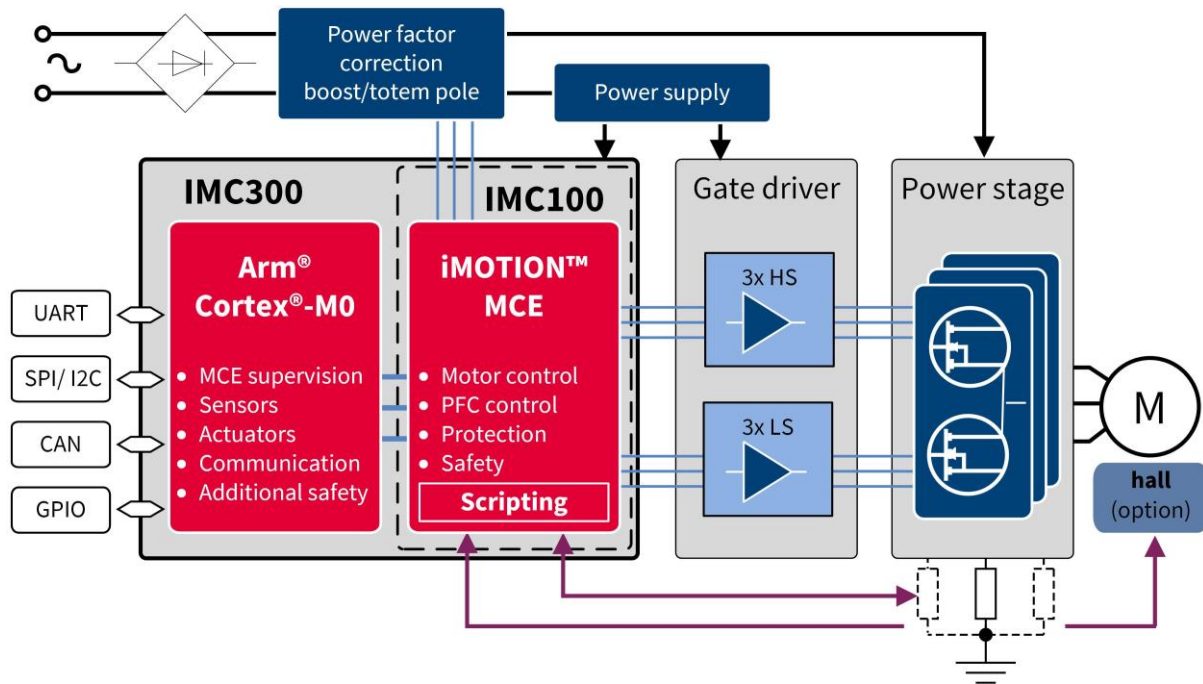 Power factor
correction
boost/totem pole
Power supply
IMC300
IMC100
Gate driver
Power stage
Arm®
Cortex®-M0
• MCE supervision
• Sensors
• Actuators
• Communication
• Additional safety
iMOTION™
MCE
• Motor control
• PFC control
• Protection
• Safety
Scripting
UART
SPI/ I2C
CAN
GPIO
3x HS
3x LS
M
hall
(option)